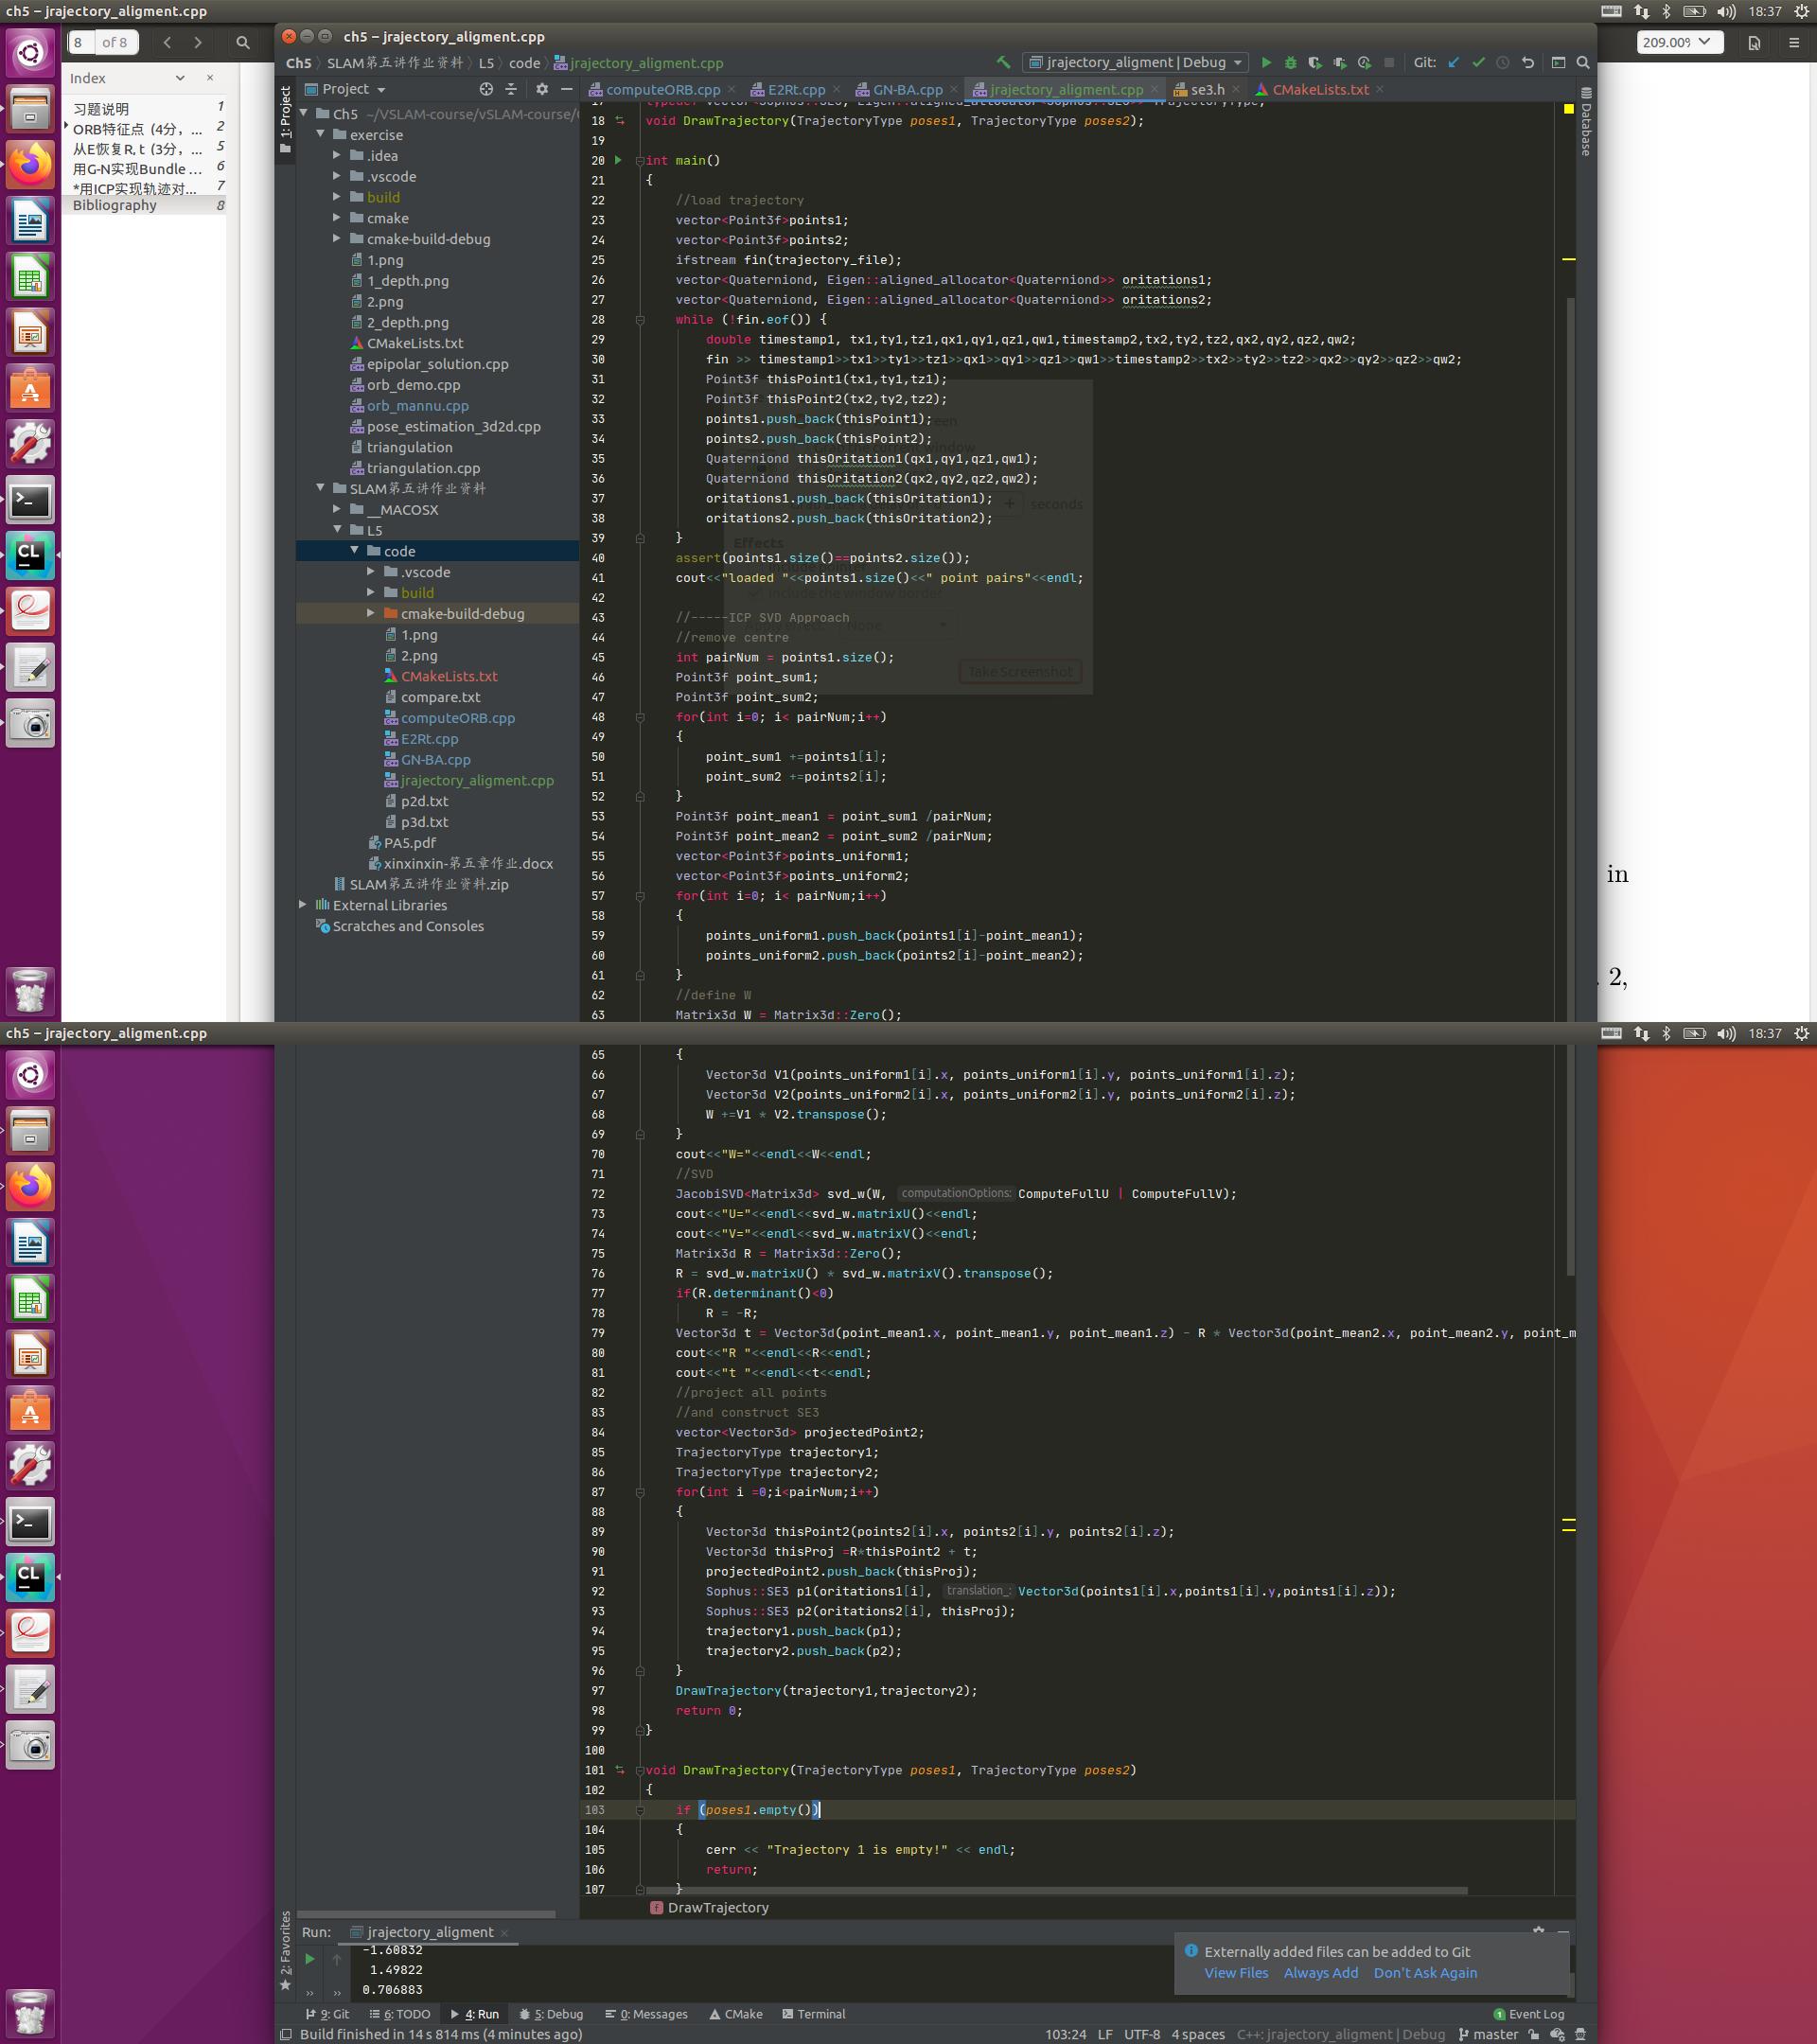 ch5 – jrajectory_aligment.cpp
18:37
8 of 8
209.00%
Index
习题说明 1
ORB特征点 (4分, ... 2
从E恢复R, t (3分, ... 5
用G-N实现Bundle ... 6
*用ICP实现轨迹对... 7
Bibliography 8
in
2,
ch5 – jrajectory_aligment.cpp
Ch5 SLAM第五讲作业资料 L5 code jrajectory_aligment.cpp
jrajectory_aligment | Debug
Git:
Project
computeORB.cpp
E2Rt.cpp
GN-BA.cpp
jrajectory_aligment.cpp
se3.h
CMakeLists.txt
1: Project
Database
Ch5 ~/VSLAM-course/vSLAM-course/
exercise
.idea
.vscode
build
cmake
cmake-build-debug
1.png
1_depth.png
2.png
2_depth.png
CMakeLists.txt
epipolar_solution.cpp
orb_demo.cpp
orb_mannu.cpp
pose_estimation_3d2d.cpp
triangulation
triangulation.cpp
SLAM第五讲作业资料
__MACOSX
L5
code
.vscode
build
cmake-build-debug
1.png
2.png
CMakeLists.txt
compare.txt
computeORB.cpp
E2Rt.cpp
GN-BA.cpp
jrajectory_aligment.cpp
p2d.txt
p3d.txt
PA5.pdf
xinxinxin-第五章作业.docx
SLAM第五讲作业资料.zip
External Libraries
Scratches and Consoles
18 void DrawTrajectory(TrajectoryType poses1, TrajectoryType poses2);
19
20 int main()
21 {
22 //load trajectory
23 vector<Point3f>points1;
24 vector<Point3f>points2;
25 ifstream fin(trajectory_file);
26 vector<Quaterniond, Eigen::aligned_allocator<Quaterniond>> oritations1;
27 vector<Quaterniond, Eigen::aligned_allocator<Quaterniond>> oritations2;
28 while (!fin.eof()) {
29 double timestamp1, tx1,ty1,tz1,qx1,qy1,qz1,qw1,timestamp2,tx2,ty2,tz2,qx2,qy2,qz2,qw2;
30 fin >> timestamp1>>tx1>>ty1>>tz1>>qx1>>qy1>>qz1>>qw1>>timestamp2>>tx2>>ty2>>tz2>>qx2>>qy2>>qz2>>qw2;
31 Point3f thisPoint1(tx1,ty1,tz1);
32 Point3f thisPoint2(tx2,ty2,tz2);
33 points1.push_back(thisPoint1);
34 points2.push_back(thisPoint2);
35 Quaterniond thisOritation1(qx1,qy1,qz1,qw1);
36 Quaterniond thisOritation2(qx2,qy2,qz2,qw2);
37 oritations1.push_back(thisOritation1);
38 oritations2.push_back(thisOritation2);
seconds
39 }
Effects
40 assert(points1.size()==points2.size());
41 cout<<"loaded "<<points1.size()<<" point pairs"<<endl;
Include the window border
42
43 //-----ICP SVD Approach
None
44 //remove centre
45 int pairNum = points1.size();
46 Point3f point_sum1;
Take Screenshot
47 Point3f point_sum2;
48 for(int i=0; i< pairNum;i++)
49 {
50 point_sum1 +=points1[i];
51 point_sum2 +=points2[i];
52 }
53 Point3f point_mean1 = point_sum1 /pairNum;
54 Point3f point_mean2 = point_sum2 /pairNum;
55 vector<Point3f>points_uniform1;
56 vector<Point3f>points_uniform2;
57 for(int i=0; i< pairNum;i++)
58 {
59 points_uniform1.push_back(points1[i]-point_mean1);
60 points_uniform2.push_back(points2[i]-point_mean2);
61 }
62 //define W
63 Matrix3d W = Matrix3d::Zero();
ch5 – jrajectory_aligment.cpp
18:37
65 {
66 Vector3d V1(points_uniform1[i].x, points_uniform1[i].y, points_uniform1[i].z);
67 Vector3d V2(points_uniform2[i].x, points_uniform2[i].y, points_uniform2[i].z);
68 W +=V1 * V2.transpose();
69 }
70 cout<<"W="<<endl<<W<<endl;
71 //SVD
72 JacobiSVD<Matrix3d> svd_w(W, computationOptions: ComputeFullU | ComputeFullV);
73 cout<<"U="<<endl<<svd_w.matrixU()<<endl;
74 cout<<"V="<<endl<<svd_w.matrixV()<<endl;
75 Matrix3d R = Matrix3d::Zero();
76 R = svd_w.matrixU() * svd_w.matrixV().transpose();
77 if(R.determinant()<0)
78 R = -R;
79 Vector3d t = Vector3d(point_mean1.x, point_mean1.y, point_mean1.z) - R * Vector3d(point_mean2.x, point_mean2.y, point_m
80 cout<<"R "<<endl<<R<<endl;
81 cout<<"t "<<endl<<t<<endl;
82 //project all points
83 //and construct SE3
84 vector<Vector3d> projectedPoint2;
85 TrajectoryType trajectory1;
86 TrajectoryType trajectory2;
87 for(int i =0;i<pairNum;i++)
88 {
89 Vector3d thisPoint2(points2[i].x, points2[i].y, points2[i].z);
90 Vector3d thisProj =R*thisPoint2 + t;
91 projectedPoint2.push_back(thisProj);
92 Sophus::SE3 p1(oritations1[i], translation_: Vector3d(points1[i].x,points1[i].y,points1[i].z));
93 Sophus::SE3 p2(oritations2[i], thisProj);
94 trajectory1.push_back(p1);
95 trajectory2.push_back(p2);
96 }
97 DrawTrajectory(trajectory1,trajectory2);
98 return 0;
99 }
100
101 void DrawTrajectory(TrajectoryType poses1, TrajectoryType poses2)
102 {
103 if (poses1.empty())
104 {
105 cerr << "Trajectory 1 is empty!" << endl;
106 return;
107 }
DrawTrajectory
2: Favorites
Run: jrajectory_aligment
-1.60832
1.49822
0.706883
Externally added files can be added to Git
View Files Always Add Don't Ask Again
9: Git 6: TODO 4: Run 5: Debug 0: Messages CMake Terminal
1 Event Log
Build finished in 14 s 814 ms (4 minutes ago)
103:24 LF UTF-8 4 spaces C++: jrajectory_aligment | Debug master